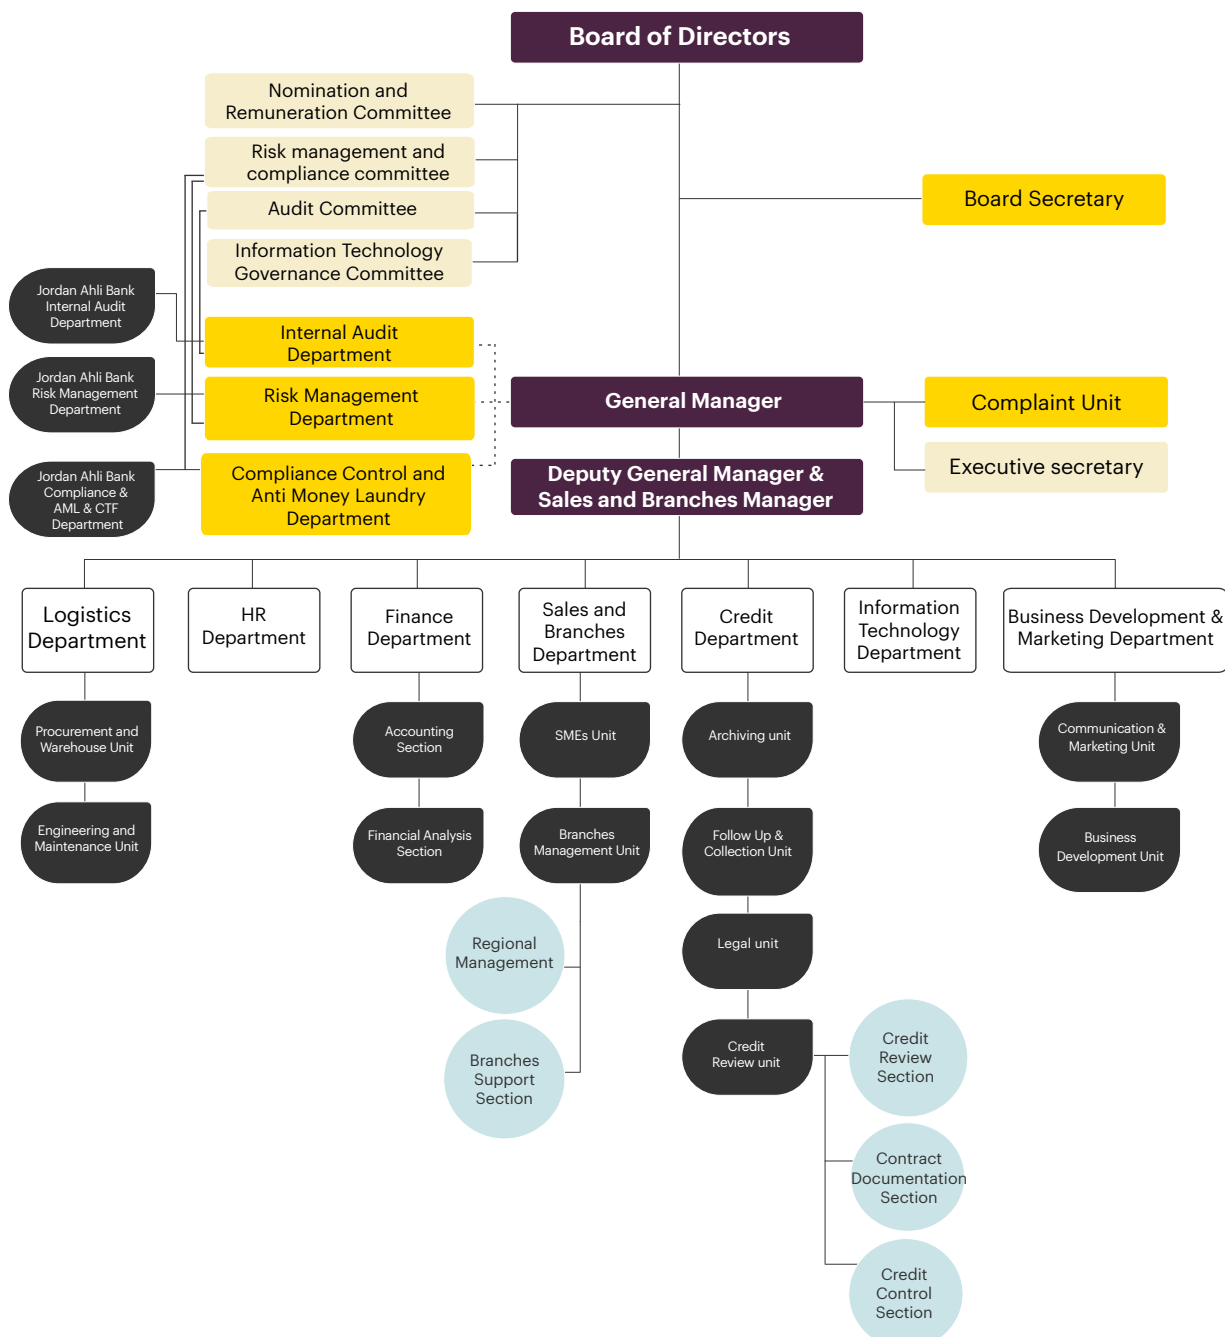 Board of Directors
Nomination and
Remuneration Committee
Risk management and
compliance committee
Audit Committee
Information Technology
Governance Committee
Board Secretary
Jordan Ahli Bank
Internal Audit
Department
Internal Audit
Department
Jordan Ahli Bank
Risk Management
Department
Risk Management
Department
General Manager
Complaint Unit
Jordan Ahli Bank
Compliance &
AML & CTF
Department
Compliance Control and
Anti Money Laundry
Department
Deputy General Manager &
Sales and Branches Manager
Executive secretary
Logistics
Department
HR
Department
Finance
Department
Sales and
Branches
Department
Credit
Department
Information
Technology
Department
Business Development &
Marketing Department
Procurement and
Warehouse Unit
Accounting
Section
SMEs Unit
Archiving unit
Communication &
Marketing Unit
Engineering and
Maintenance Unit
Financial Analysis
Section
Branches
Management Unit
Follow Up &
Collection Unit
Business
Development Unit
Regional
Management
Legal unit
Branches
Support
Section
Credit
Review unit
Credit
Review
Section
Contract
Documentation
Section
Credit
Control
Section